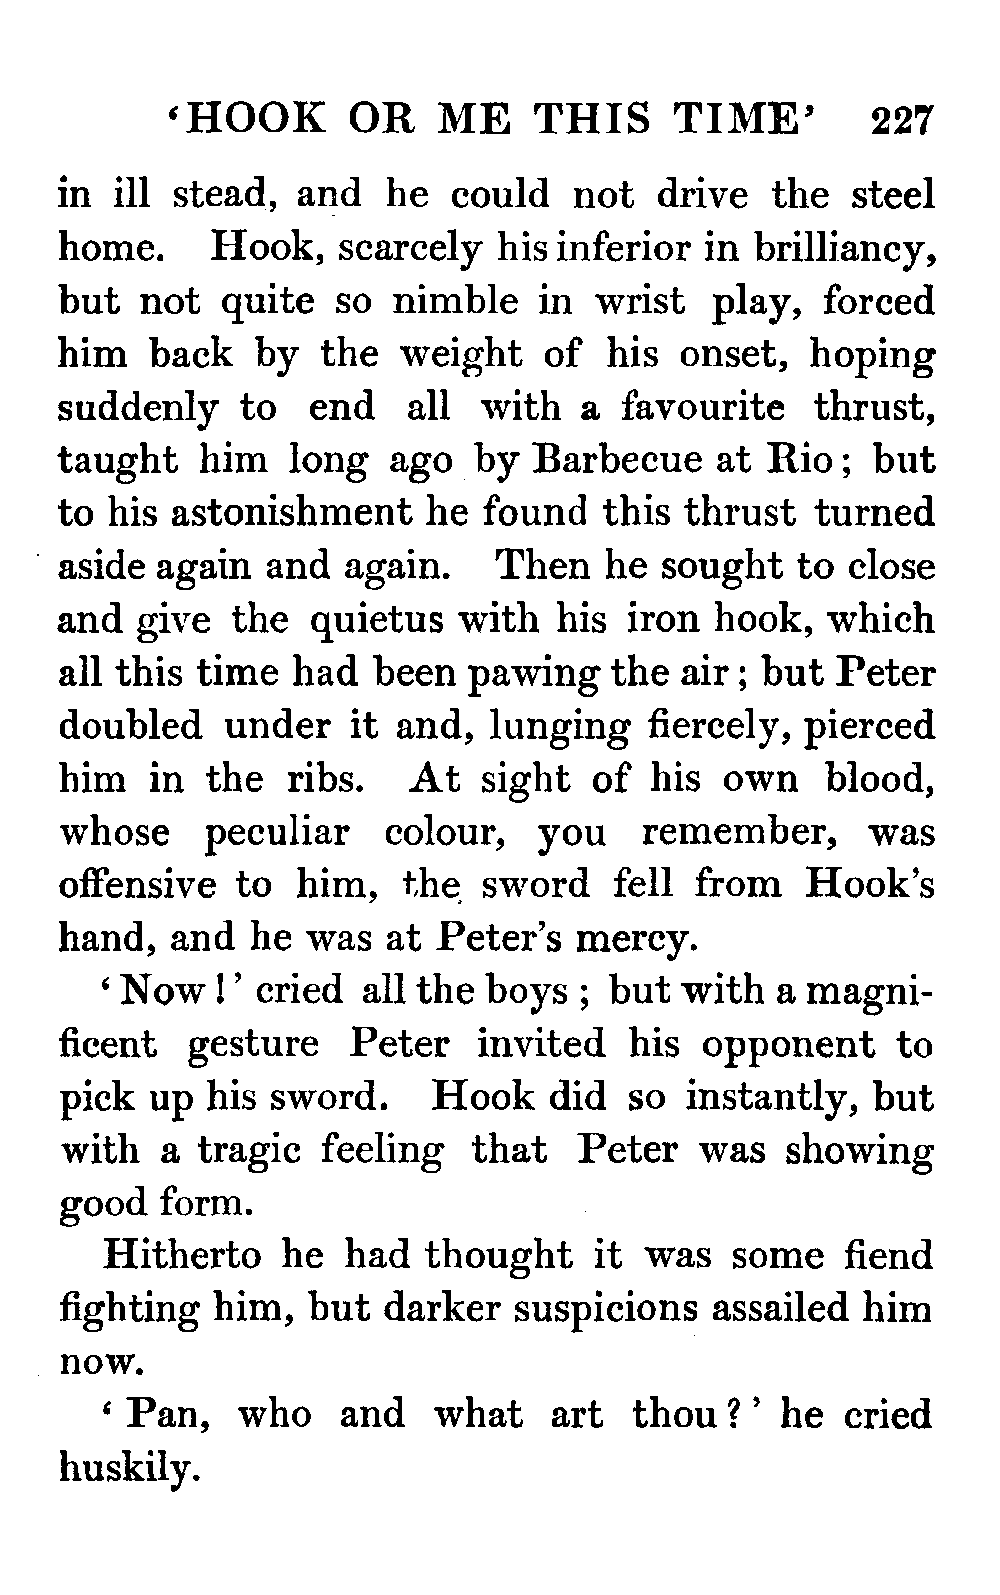 ‘HOOK OR ME THIS TIME’ 227
in ill stead, and he could not drive the steel
home. Hook, scarcely his inferior in brilliancy,
but not quite so nimble in wrist play, forced
him back by the weight of his onset, hoping
suddenly to end all with a favourite thrust,
taught him long ago by Barbecue at Rio ; but
to his astonishment he found this thrust turned
aside again and again. Then he sought to close
and give the quietus with his iron hook, which
all this time had been pawing the air ; but Peter
doubled under it and, lunging fiercely, pierced
him in the ribs. At sight of his own blood,
whose peculiar colour, you remember, was
offensive to him, the sword fell from Hook’s
hand, and he was at Peter’s mercy.
‘ Now ! ’ cried all the boys ; but with a magni-
ficent gesture Peter invited his opponent to
pick up his sword. Hook did so instantly, but
with a tragic feeling that Peter was showing
good form.
Hitherto he had thought it was some fiend
fighting him, but darker suspicions assailed him
now.
‘ Pan, who and what art thou ? ’ he cried
huskily.